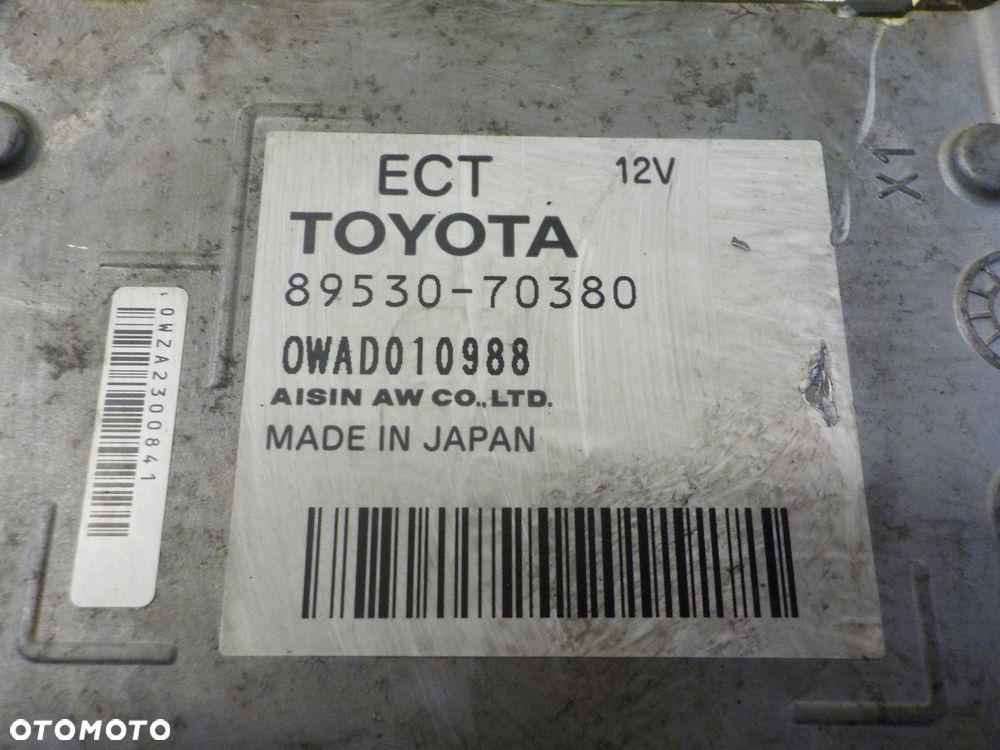 ECT 12V
TOYOTA
89530-70380
OWAD010988
AISIN AW CO.,LTD.
MADE IN JAPAN
OWZA2300841
X1
OTOMOTO